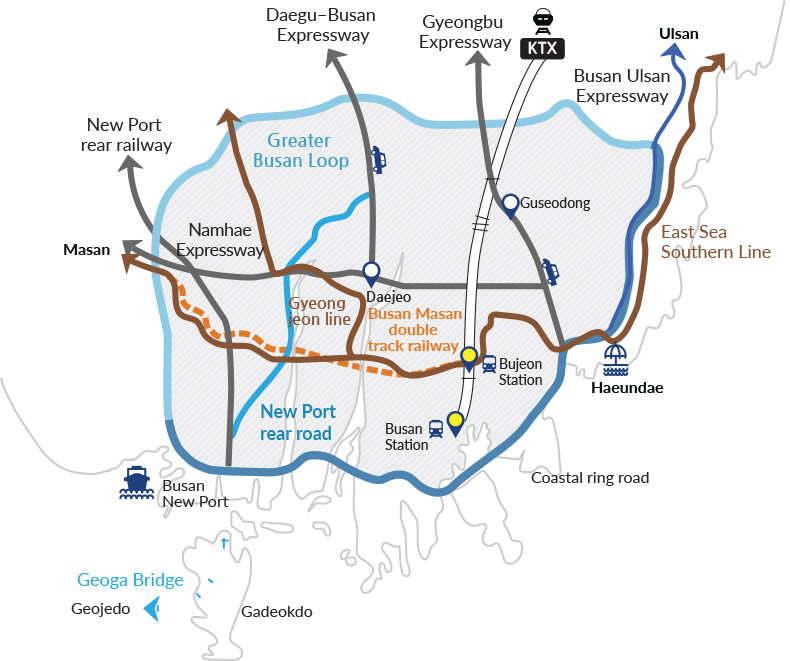 Daegu–Busan
Expressway
Gyeongbu
Expressway
KTX
Ulsan
Busan Ulsan
Expressway
New Port
rear railway
Greater
Busan Loop
Guseodong
Namhae
Expressway
Masan
East Sea
Southern Line
Daejeo
Gyeong
jeon line
Busan Masan
double
track railway
Bujeon
Station
Haeundae
New Port
rear road
Busan
Station
Coastal ring road
Busan
New Port
Geoga Bridge
Geojedo
Gadeokdo